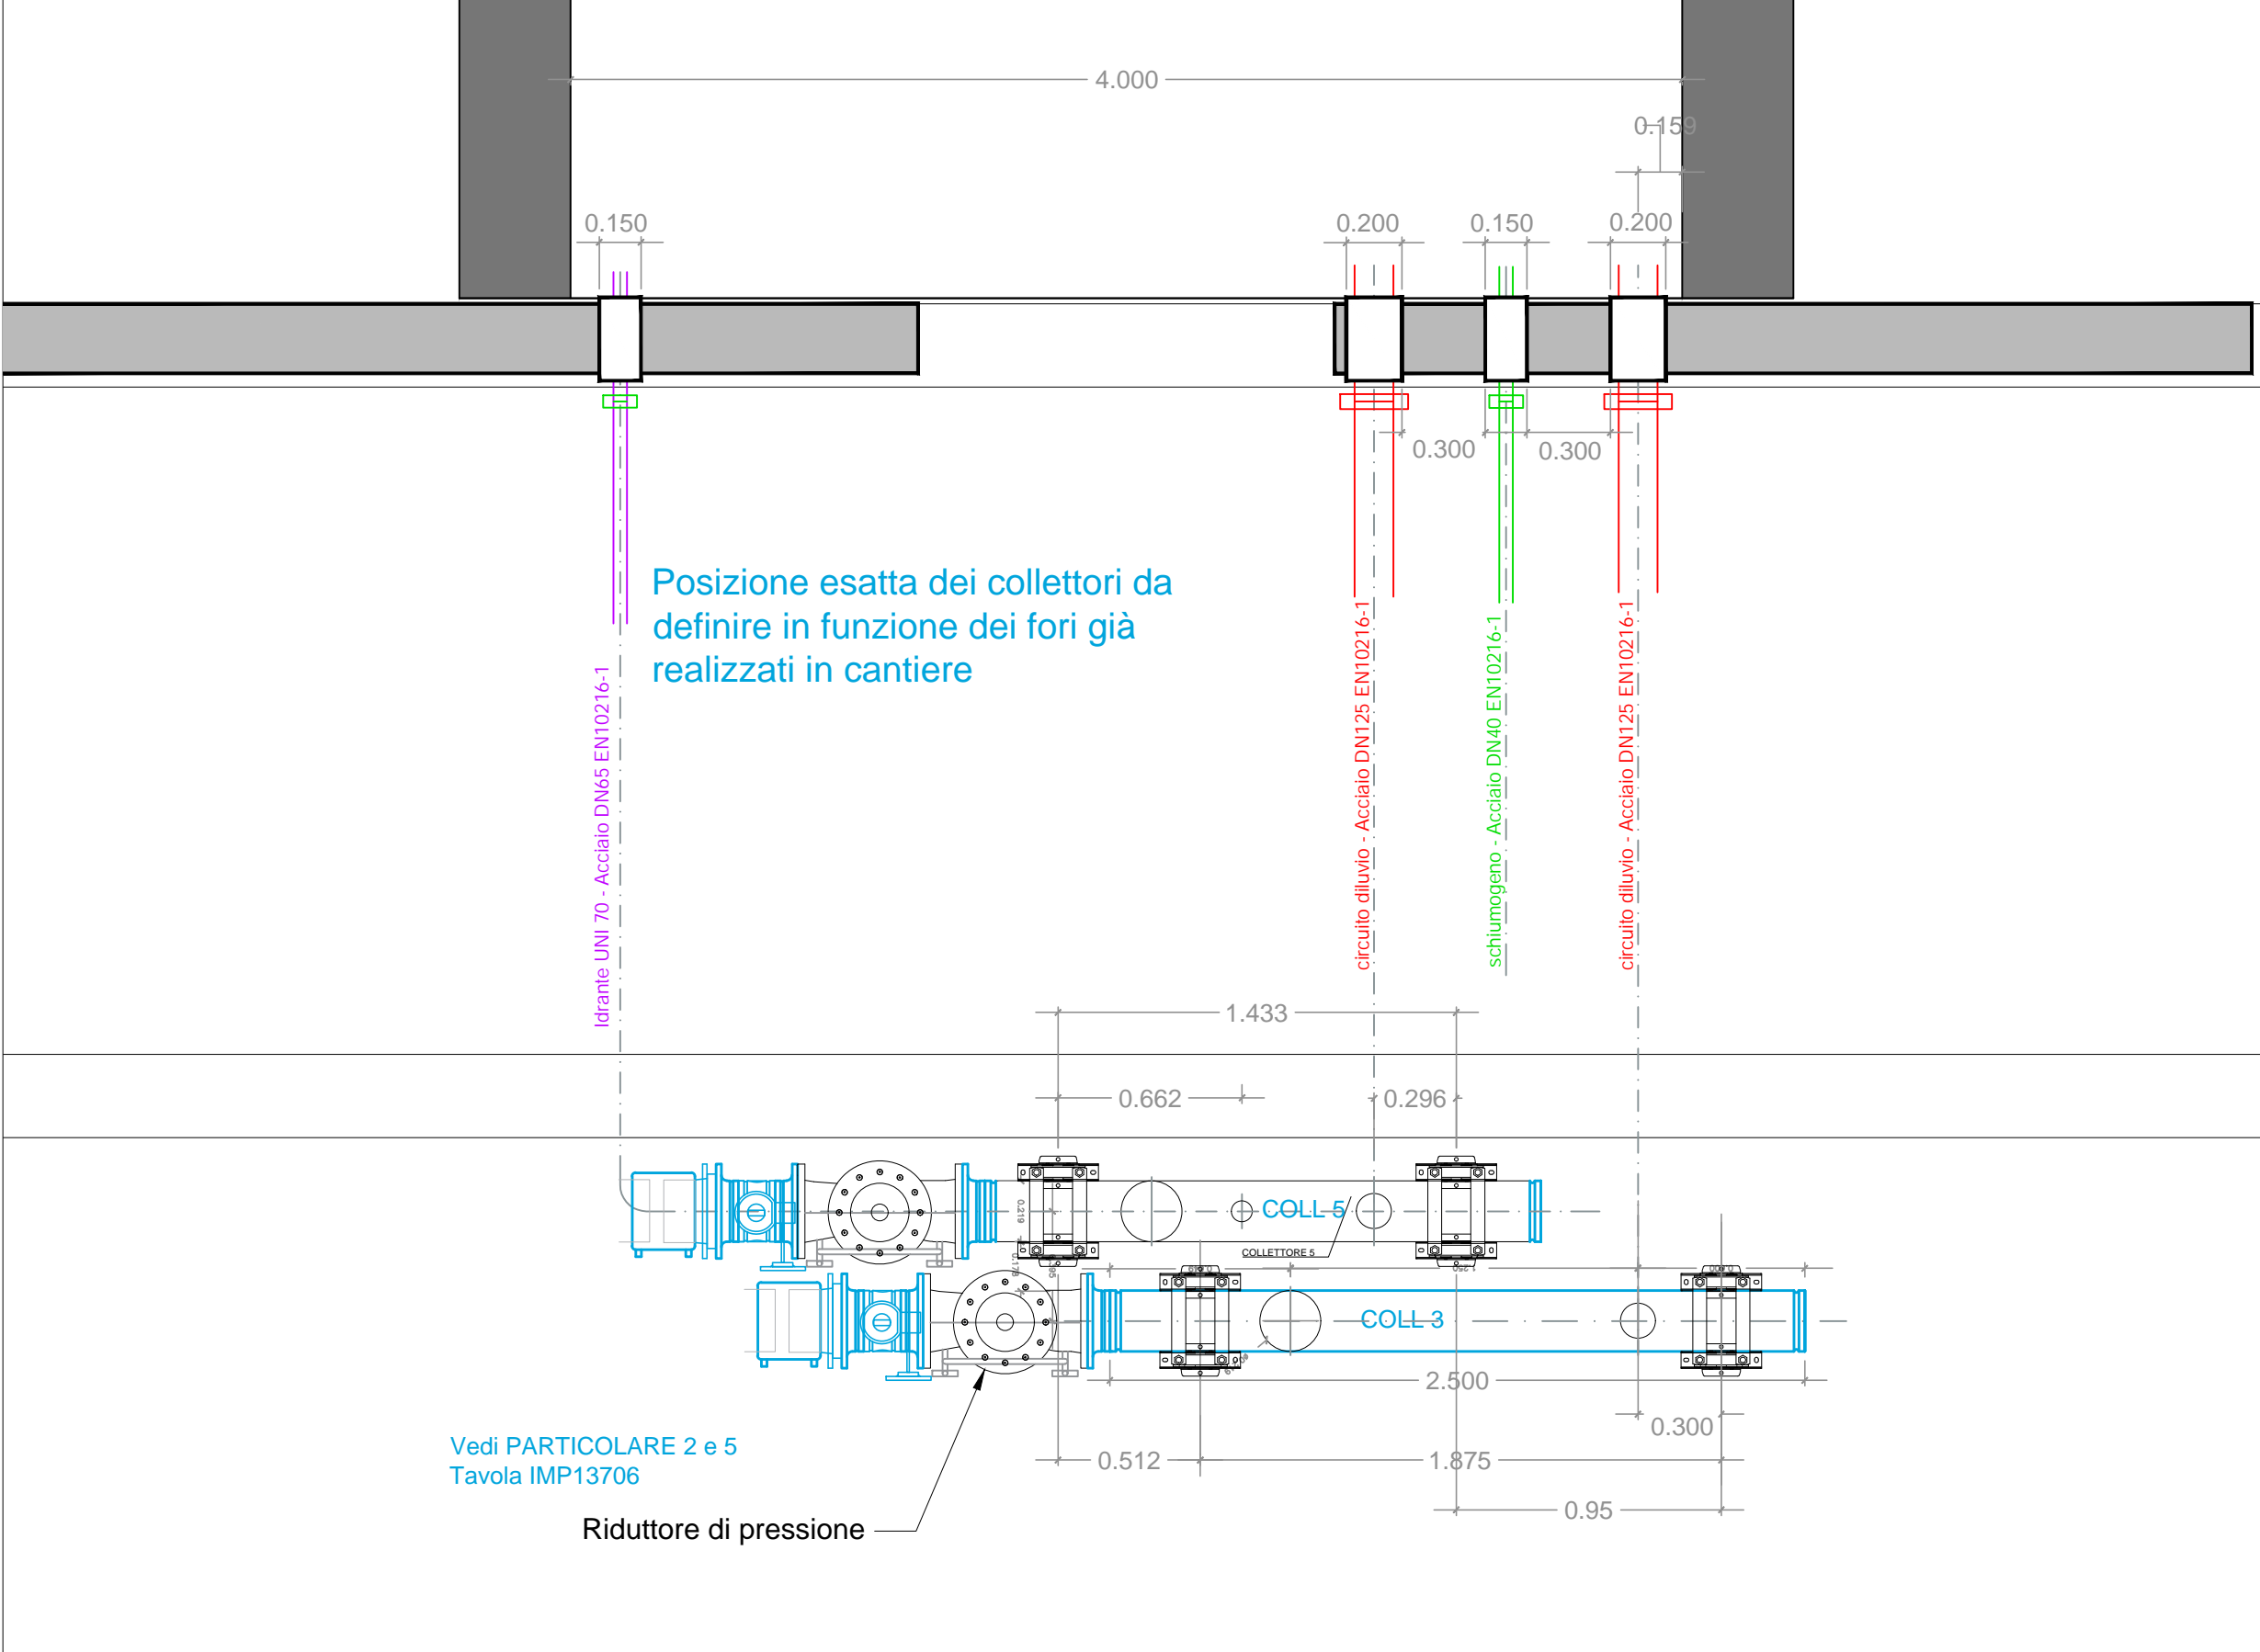 4.000
0.159
0.150
0.200
0.150
0.200
0.300
0.300
Posizione esatta dei collettori da
definire in funzione dei fori già
realizzati in cantiere
Idrante UNI 70 - Acciaio DN65 EN10216-1
circuito diluvio - Acciaio DN125 EN10216-1
schiumogeno - Acciaio DN40 EN10216-1
circuito diluvio - Acciaio DN125 EN10216-1
1.433
0.662
0.296
0.219
COLL 5
COLLETTORE 5
0.178
COLL 3
2.500
0.300
Vedi PARTICOLARE 2 e 5
Tavola IMP13706
0.512
1.875
0.95
Riduttore di pressione